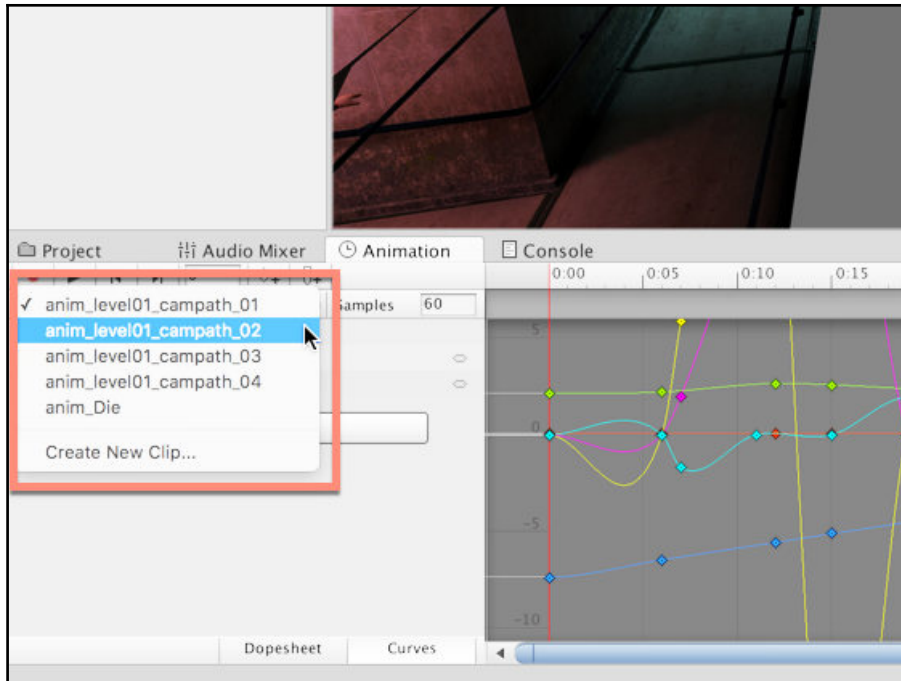 Project Audio Mixer Animation Console
0:00 0:05 0:10 0:15
anim_level01_campath_01 Samples 60
anim_level01_campath_02
anim_level01_campath_03
anim_level01_campath_04
anim_Die
Create New Clip...
5
0
-5
-10
Dopesheet Curves